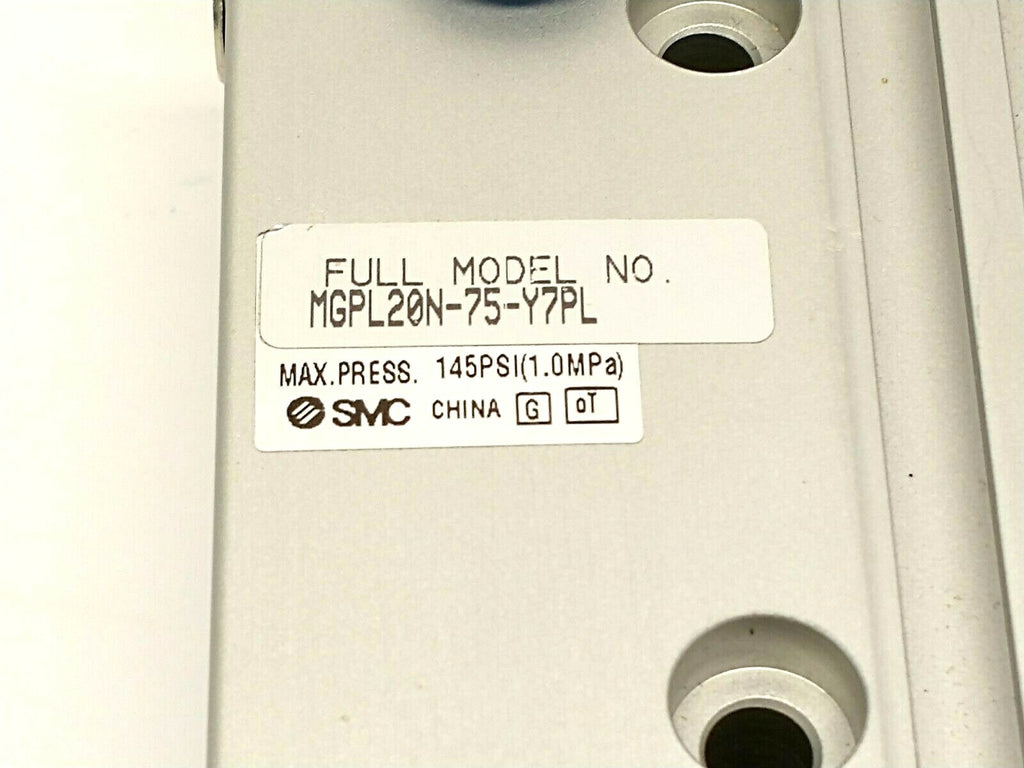 FULL MODEL NO.
MGPL20N-75-Y7PL
MAX.PRESS. 145PSI(1.0MPa)
SMC CHINA G oT